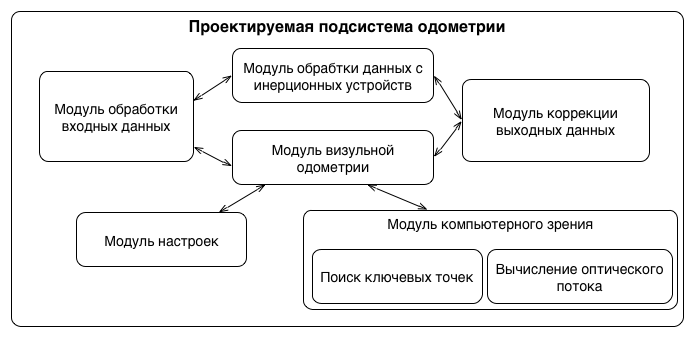 Проектируемая подсистема одометрии
Модуль обработки
входных данных
Модуль обрабтки данных с
инерционных устройств
Модуль коррекции
выходных данных
Модуль визульной
одометрии
Модуль настроек
Модуль компьютерного зрения
Поиск ключевых точек
Вычисление оптического
потока